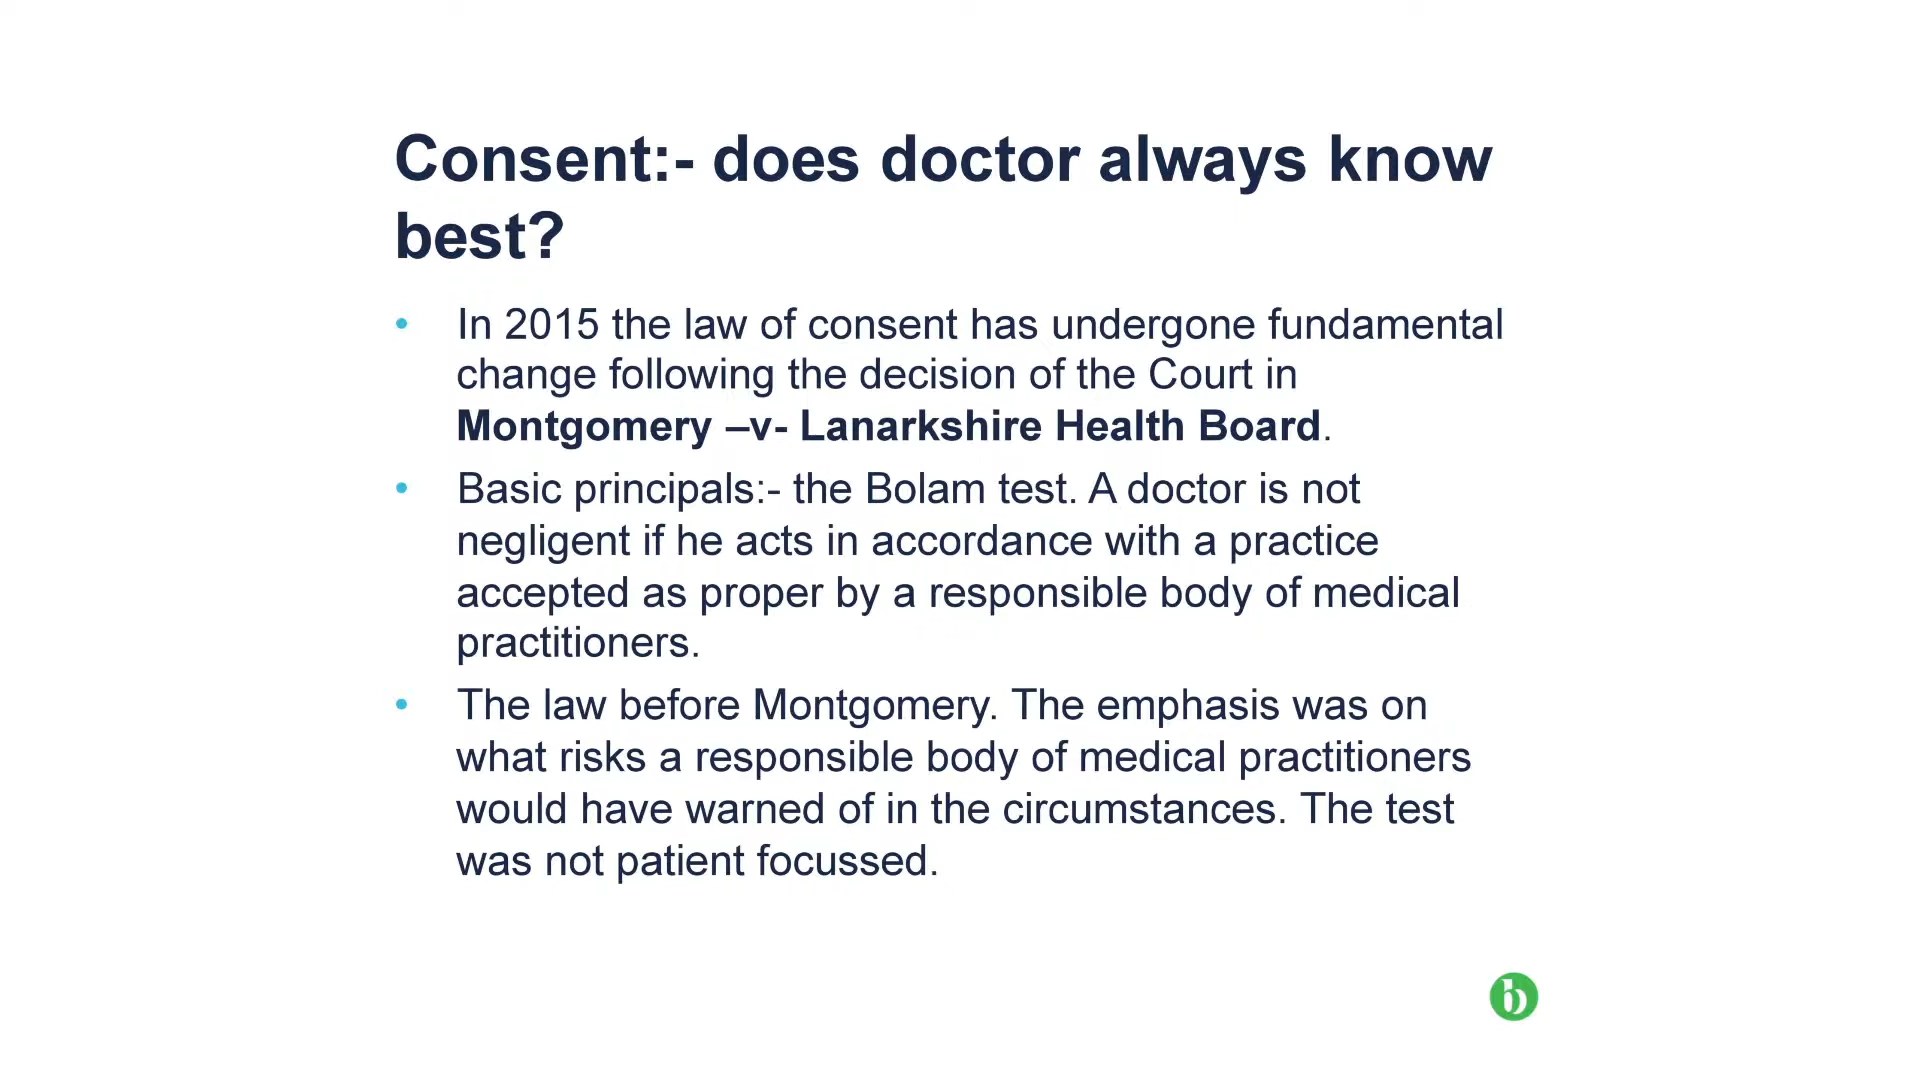 Consent:- does doctor always know
best?
• In 2015 the law of consent has undergone fundamental
change following the decision of the Court in
Montgomery –v- Lanarkshire Health Board.
• Basic principals:- the Bolam test. A doctor is not
negligent if he acts in accordance with a practice
accepted as proper by a responsible body of medical
practitioners.
• The law before Montgomery. The emphasis was on
what risks a responsible body of medical practitioners
would have warned of in the circumstances. The test
was not patient focussed.
b